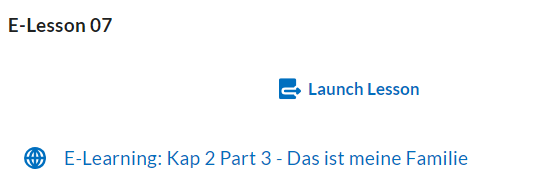 E-Lesson 07
Launch Lesson
E-Learning: Kap 2 Part 3 - Das ist meine Familie